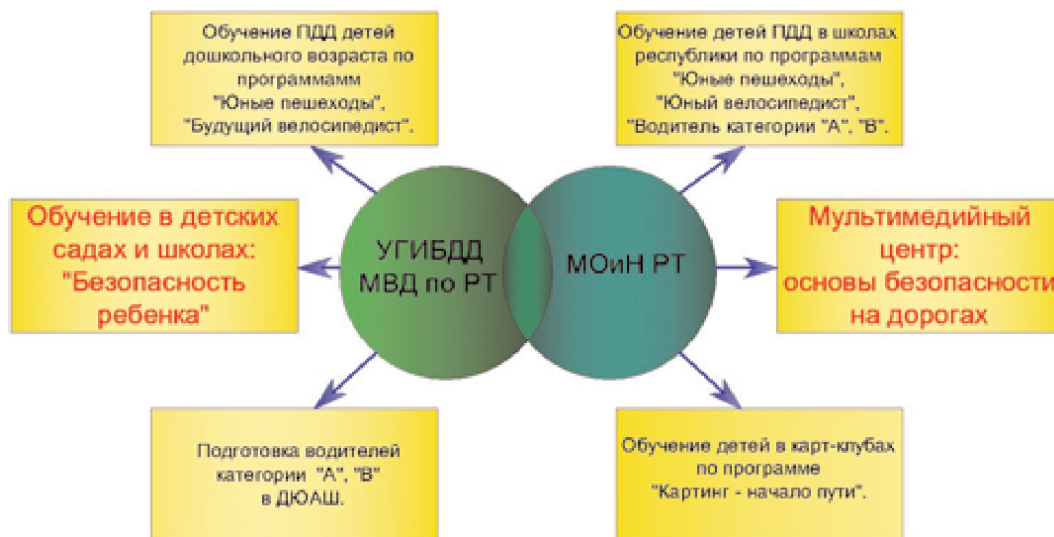 Обучение ПДД детей
дошкольного возраста по
программамм
"Юные пешеходы",
"Будущий велосипедист".
Обучение детей ПДД в школах
республики по программам
"Юные пешеходы",
"Юный велосипедист",
"Водитель категории "А", "В".
Обучение в детских
садах и школах:
"Безопасность
ребенка"
УГИБДД
МВД по РТ
МОиН РТ
Мультимедийный
центр:
основы безопасности
на дорогах
Подготовка водителей
категории "А", "В"
в ДЮАШ.
Обучение детей в карт-клубах
по программе
"Картинг - начало пути".